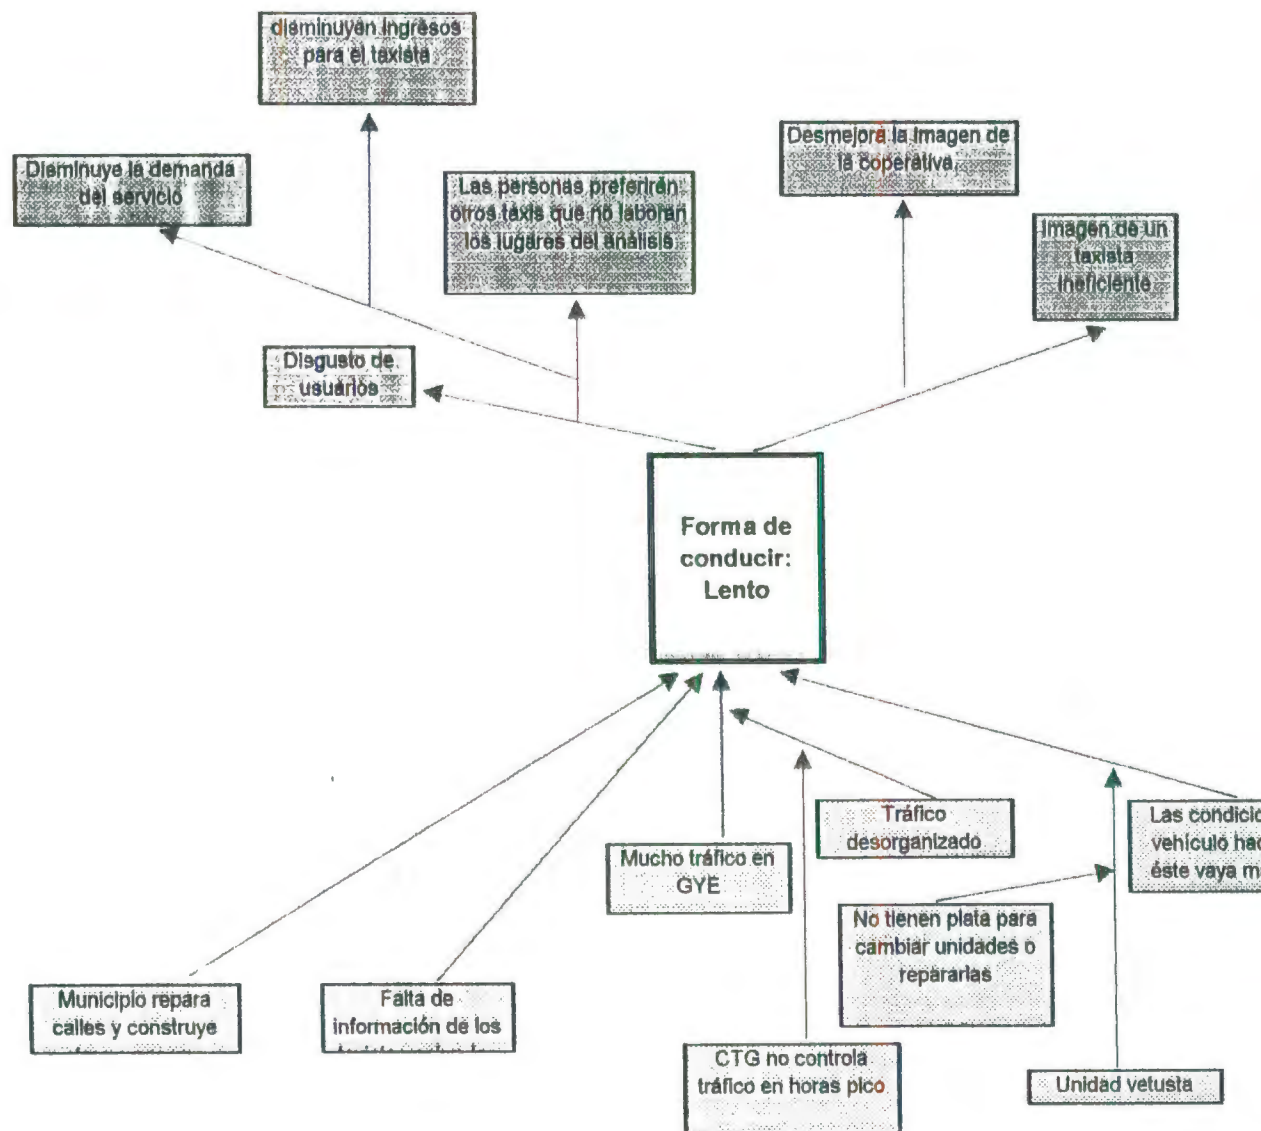 disminuyen ingresos
para el taxista
Desmejora la imagen de
la coperativa,
Disminuye la demanda
del servicio
Las personas preferirán
otros taxis que no laboran
los lugares del análisis
Imagen de un
taxista
ineficiente
Disgusto de
usuarios
Forma de
conducir:
Lento
Tráfico
desorganizado
Las condicio
vehículo hac
éste vaya m
Mucho tráfico en
GYE
No tienen plata para
cambiar unidades o
repararlas
Municipio repara
calles y construye
Falta de
información de los
CTG no controla
tráfico en horas pico
Unidad vetusta